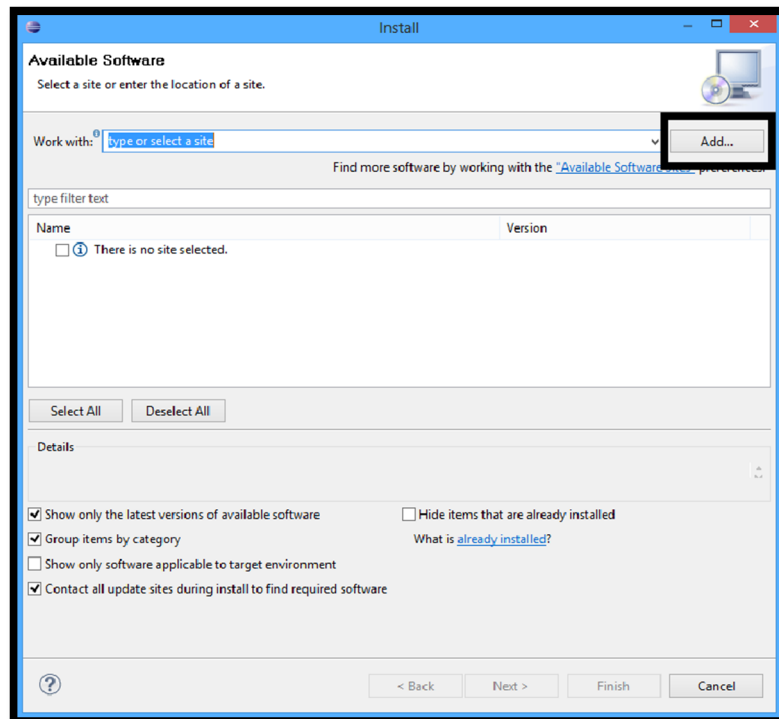 Install
Available Software
Select a site or enter the location of a site.
Work with: type or select a site
Add...
Find more software by working with the "Available Software Sites" preferences.
type filter text
Name Version
There is no site selected.
Select All Deselect All
Details
Show only the latest versions of available software Hide items that are already installed
Group items by category What is already installed?
Show only software applicable to target environment
Contact all update sites during install to find required software
< Back Next > Finish Cancel